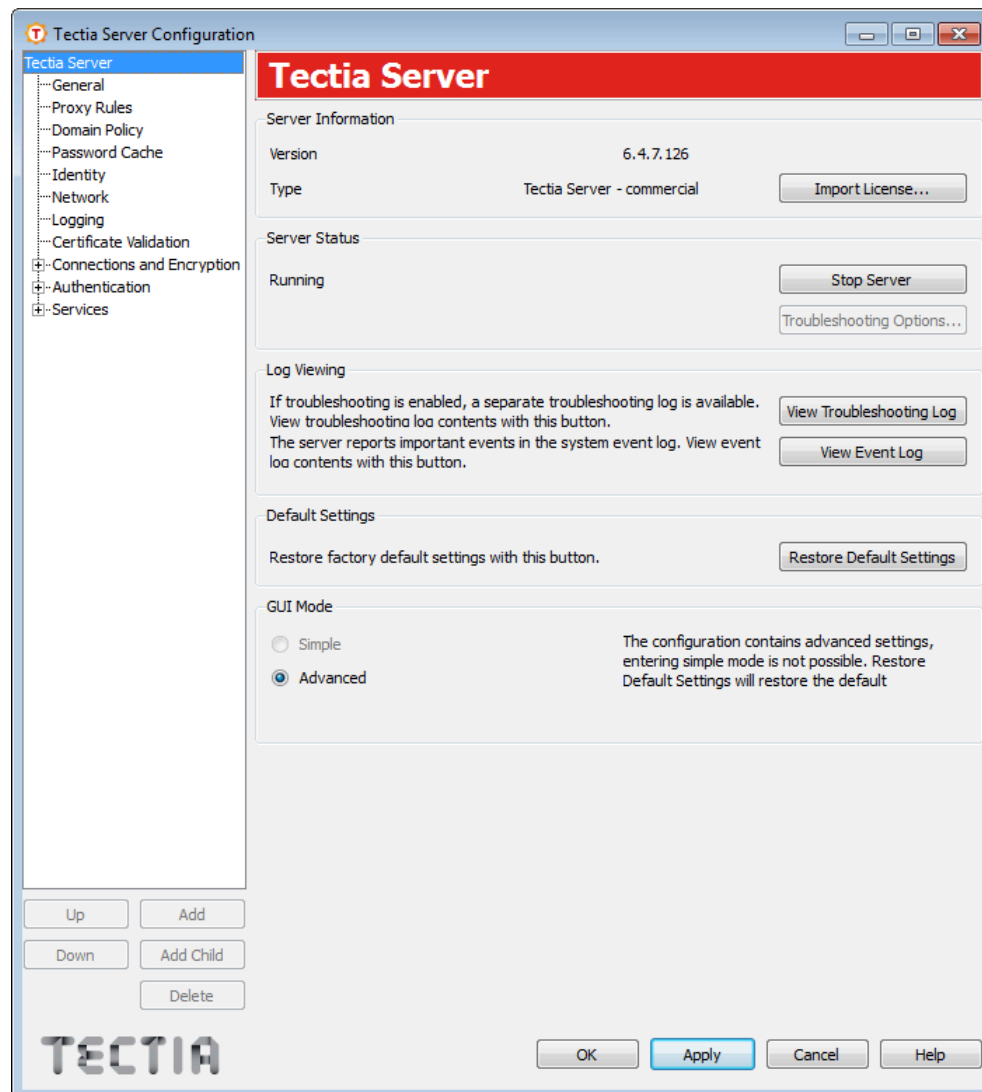 Tectia Server Configuration
Tectia Server
General
Proxy Rules
Domain Policy
Password Cache
Identity
Network
Logging
Certificate Validation
Connections and Encryption
Authentication
Services
Up
Add
Down
Add Child
Delete
TECTIA
Tectia Server
Server Information
Version 6.4.7.126
Type Tectia Server - commercial Import License...
Server Status
Running Stop Server
Troubleshooting Options...
Log Viewing
If troubleshooting is enabled, a separate troubleshooting log is available.
View troubleshooting log contents with this button.
View Troubleshooting Log
The server reports important events in the system event log. View event
log contents with this button.
View Event Log
Default Settings
Restore factory default settings with this button. Restore Default Settings
GUI Mode
Simple
Advanced
The configuration contains advanced settings,
entering simple mode is not possible. Restore
Default Settings will restore the default
OK Apply Cancel Help